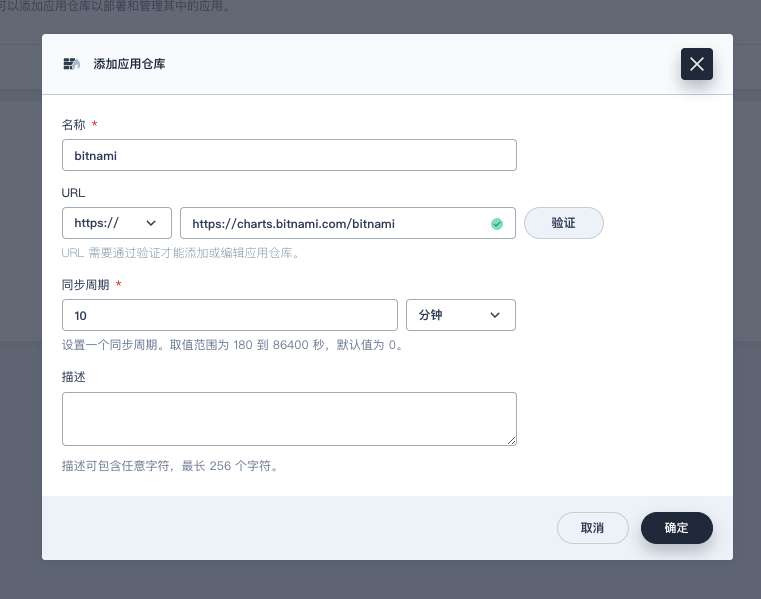 可以添加应用仓库以部署和管理其中的应用。
添加应用仓库
名称 *
bitnami
URL
https:// https://charts.bitnami.com/bitnami 验证
URL 需要通过验证才能添加或编辑应用仓库。
同步周期 *
10 分钟
设置一个同步周期。取值范围为 180 到 86400 秒，默认值为 0。
描述
描述可包含任意字符，最长 256 个字符。
取消 确定